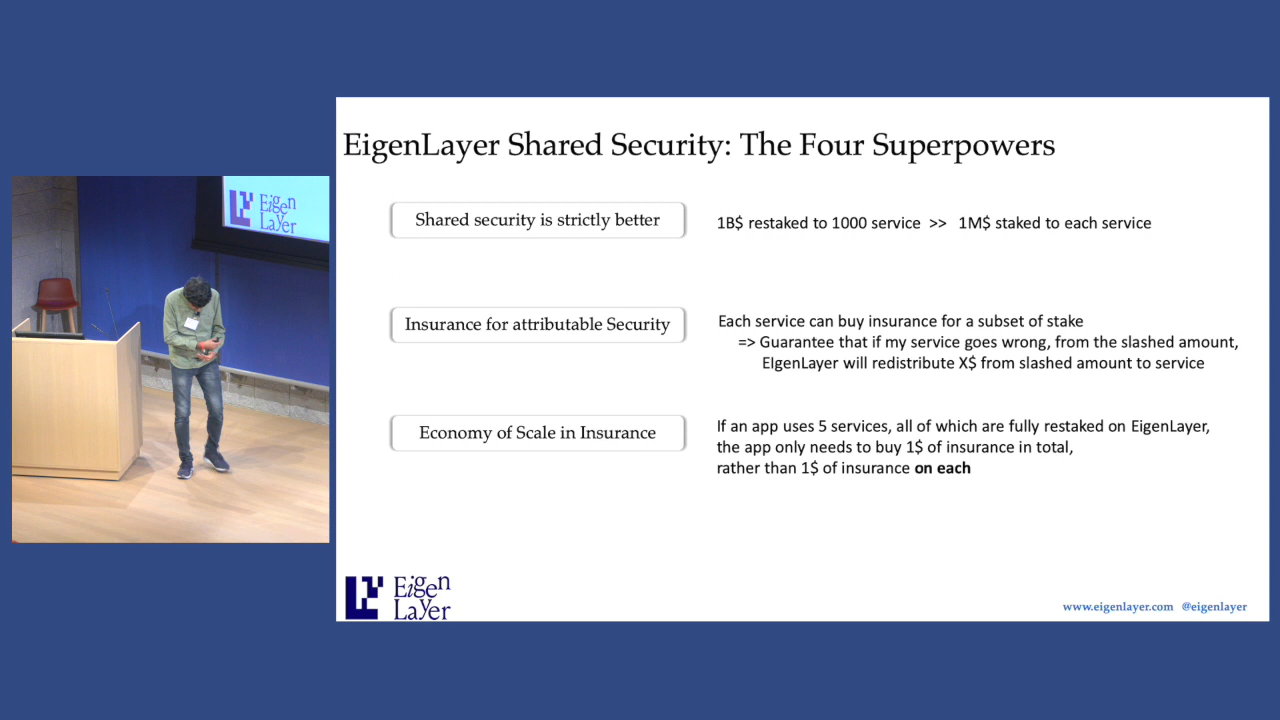 Eigen
Layer
EigenLayer Shared Security: The Four Superpowers
Shared security is strictly better
1B$ restaked to 1000 service >> 1M$ staked to each service
Insurance for attributable Security
Each service can buy insurance for a subset of stake
=> Guarantee that if my service goes wrong, from the slashed amount,
EIgenLayer will redistribute X$ from slashed amount to service
Economy of Scale in Insurance
If an app uses 5 services, all of which are fully restaked on EigenLayer,
the app only needs to buy 1$ of insurance in total,
rather than 1$ of insurance on each
Eigen
Layer
www.eigenlayer.com @eigenlayer